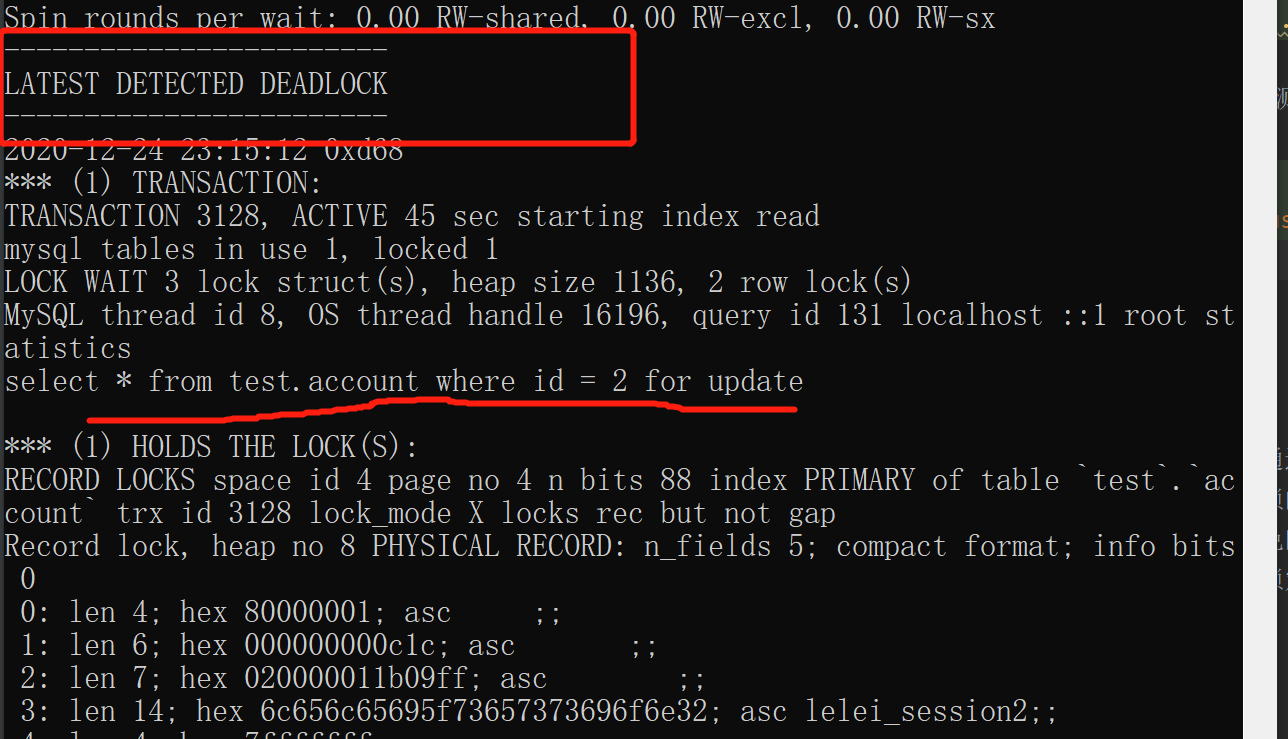 Spin rounds per wait: 0.00 RW-shared, 0.00 RW-excl, 0.00 RW-sx
------------------------
LATEST DETECTED DEADLOCK
------------------------
2020-12-24 23:15:12 0xd68
*** (1) TRANSACTION:
TRANSACTION 3128, ACTIVE 45 sec starting index read
mysql tables in use 1, locked 1
LOCK WAIT 3 lock struct(s), heap size 1136, 2 row lock(s)
MySQL thread id 8, OS thread handle 16196, query id 131 localhost ::1 root st
atistics
select * from test.account where id = 2 for update
*** (1) HOLDS THE LOCK(S):
RECORD LOCKS space id 4 page no 4 n bits 88 index PRIMARY of table `test`.`ac
count` trx id 3128 lock_mode X locks rec but not gap
Record lock, heap no 8 PHYSICAL RECORD: n_fields 5; compact format; info bits
0
0: len 4; hex 80000001; asc     ;;
1: len 6; hex 000000000c1c; asc       ;;
2: len 7; hex 020000011b09ff; asc        ;;
3: len 14; hex 6c656c65695f73657373696f6e32; asc lelei_session2;;